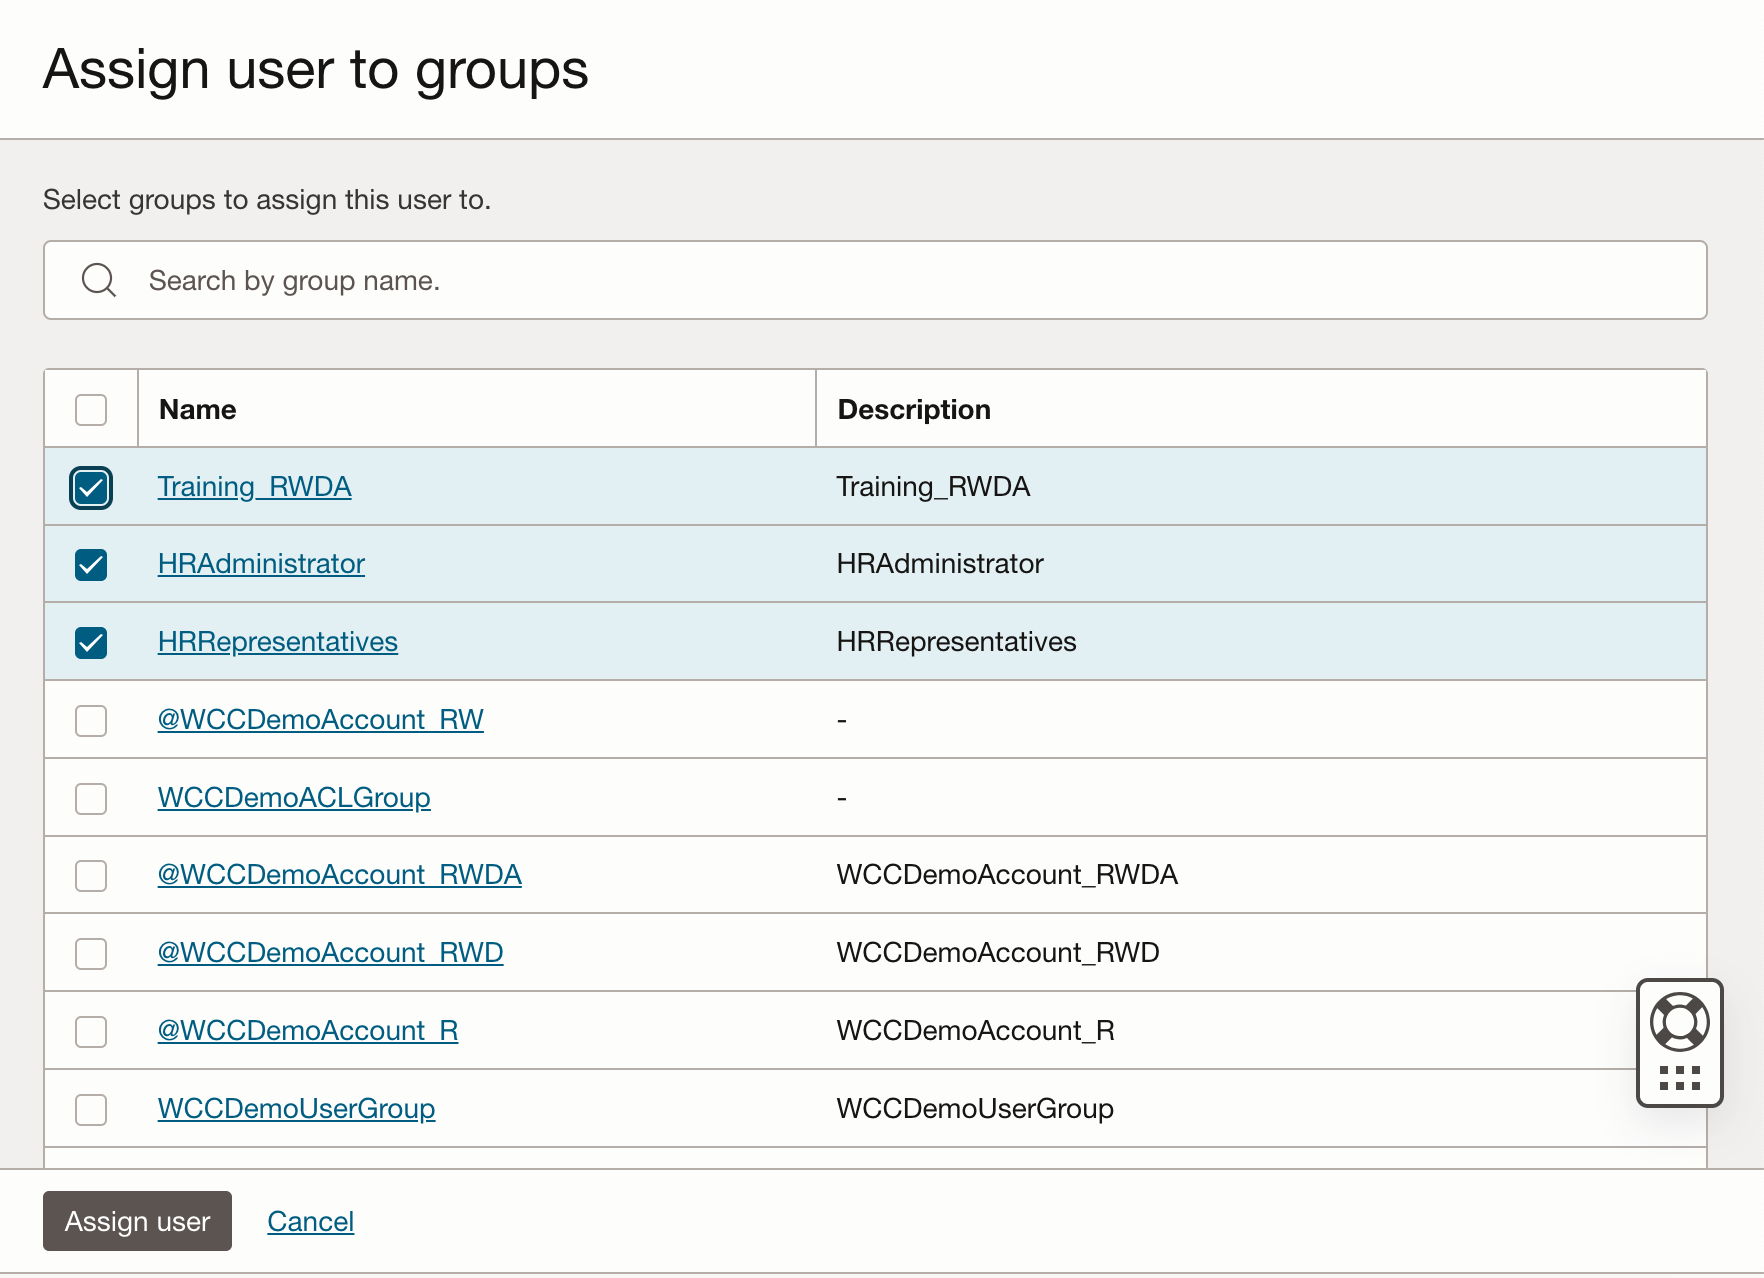 Assign user to groups
Select groups to assign this user to.
Search by group name.
Name Description
Training_RWDA Training_RWDA
HRAdministrator HRAdministrator
HRRepresentatives HRRepresentatives
@WCCDemoAccount_RW -
WCCDemoACLGroup -
@WCCDemoAccount_RWDA WCCDemoAccount_RWDA
@WCCDemoAccount_RWD WCCDemoAccount_RWD
@WCCDemoAccount_R WCCDemoAccount_R
WCCDemoUserGroup WCCDemoUserGroup
Assign user Cancel